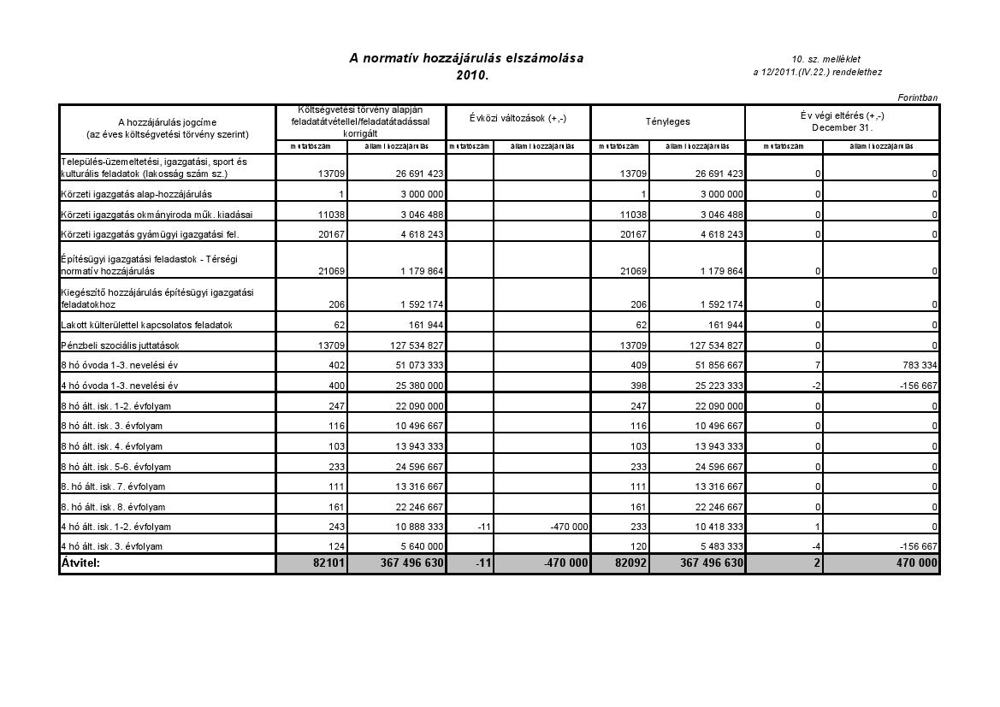 A normatív hozzájárulás elszámolása
2010.
10. sz. melléklet
a 12/2011.(IV.22.) rendelethez
Forintban
A hozzájárulás jogcíme
(az éves költségvetési törvény szerint)
Költségvetési törvény alapján
feladatátvétellel/feladatátadással
korrigált
Évközi változások (+,-)
Tényleges
Év végi eltérés (+,-)
December 31.
mutatószám állami hozzájárulás mutatószám állami hozzájárulás mutatószám állami hozzájárulás mutatószám állami hozzájárulás
Település-üzemeltetési, igazgatási, sport és
kulturális feladatok (lakosság szám sz.) 13709 26 691 423 13709 26 691 423 0 0
Körzeti igazgatás alap-hozzájárulás 1 3 000 000 1 3 000 000 0 0
Körzeti igazgatás okmányiroda műk. kiadásai 11038 3 046 488 11038 3 046 488 0 0
Körzeti igazgatás gyámügyi igazgatási fel. 20167 4 618 243 20167 4 618 243 0 0
Építésügyi igazgatási feladastok - Térségi
normatív hozzájárulás 21069 1 179 864 21069 1 179 864 0 0
Kiegészítő hozzájárulás építésügyi igazgatási
feladatokhoz 206 1 592 174 206 1 592 174 0 0
Lakott külterülettel kapcsolatos feladatok 62 161 944 62 161 944 0 0
Pénzbeli szociális juttatások 13709 127 534 827 13709 127 534 827 0 0
8 hó óvoda 1-3. nevelési év 402 51 073 333 409 51 856 667 7 783 334
4 hó óvoda 1-3. nevelési év 400 25 380 000 398 25 223 333 -2 -156 667
8 hó ált. isk. 1-2. évfolyam 247 22 090 000 247 22 090 000 0 0
8 hó ált. isk. 3. évfolyam 116 10 496 667 116 10 496 667 0 0
8 hó ált. isk. 4. évfolyam 103 13 943 333 103 13 943 333 0 0
8 hó ált. isk. 5-6. évfolyam 233 24 596 667 233 24 596 667 0 0
8. hó ált. isk. 7. évfolyam 111 13 316 667 111 13 316 667 0 0
8. hó ált. isk. 8. évfolyam 161 22 246 667 161 22 246 667 0 0
4 hó ált. isk. 1-2. évfolyam 243 10 888 333 -11 -470 000 233 10 418 333 1 0
4 hó ált. isk. 3. évfolyam 124 5 640 000 120 5 483 333 -4 -156 667
Átvitel: 82101 367 496 630 -11 -470 000 82092 367 496 630 2 470 000